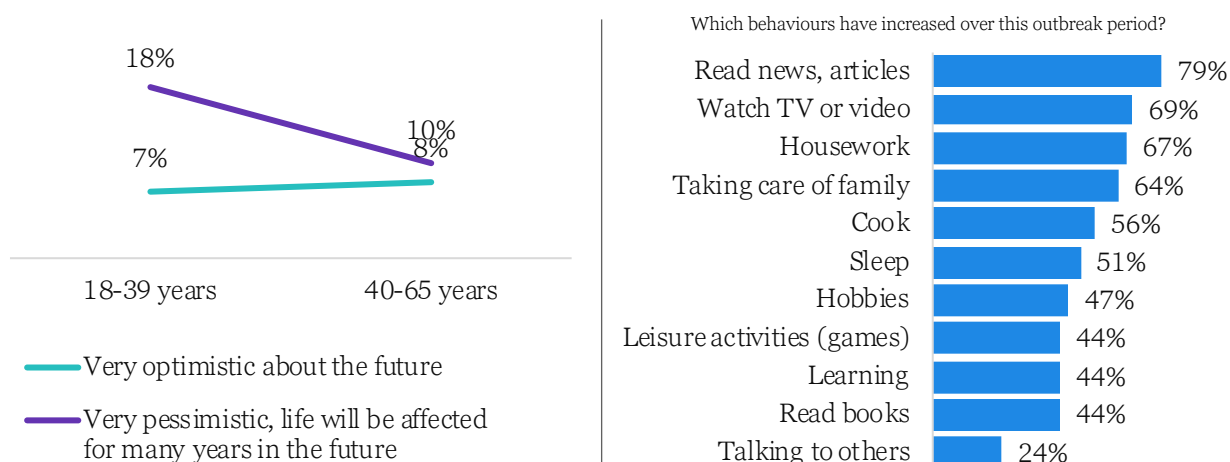 18%
10%
8%
7%
18-39 years
40-65 years
Very optimistic about the future
Very pessimistic, life will be affected
for many years in the future
Which behaviours have increased over this outbreak period?
Read news, articles 79%
Watch TV or video 69%
Housework 67%
Taking care of family 64%
Cook 56%
Sleep 51%
Hobbies 47%
Leisure activities (games) 44%
Learning 44%
Read books 44%
Talking to others 24%